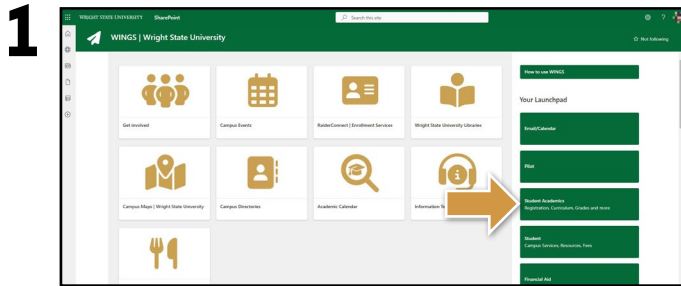 1
WRIGHT STATE UNIVERSITY SharePoint
Search this site
?
WINGS | Wright State University
Not following
How to use WINGS
Your Launchpad
Get Involved
Campus Events
RaiderConnect | Enrollment Services
Wright State University Libraries
Email/Calendar
Pilot
Campus Maps | Wright State University
Campus Directories
Academic Calendar
Information
Student Academics
Registration, Curriculum, Grades and more
Student
Campus Services, Resources, Fees
Financial Aid